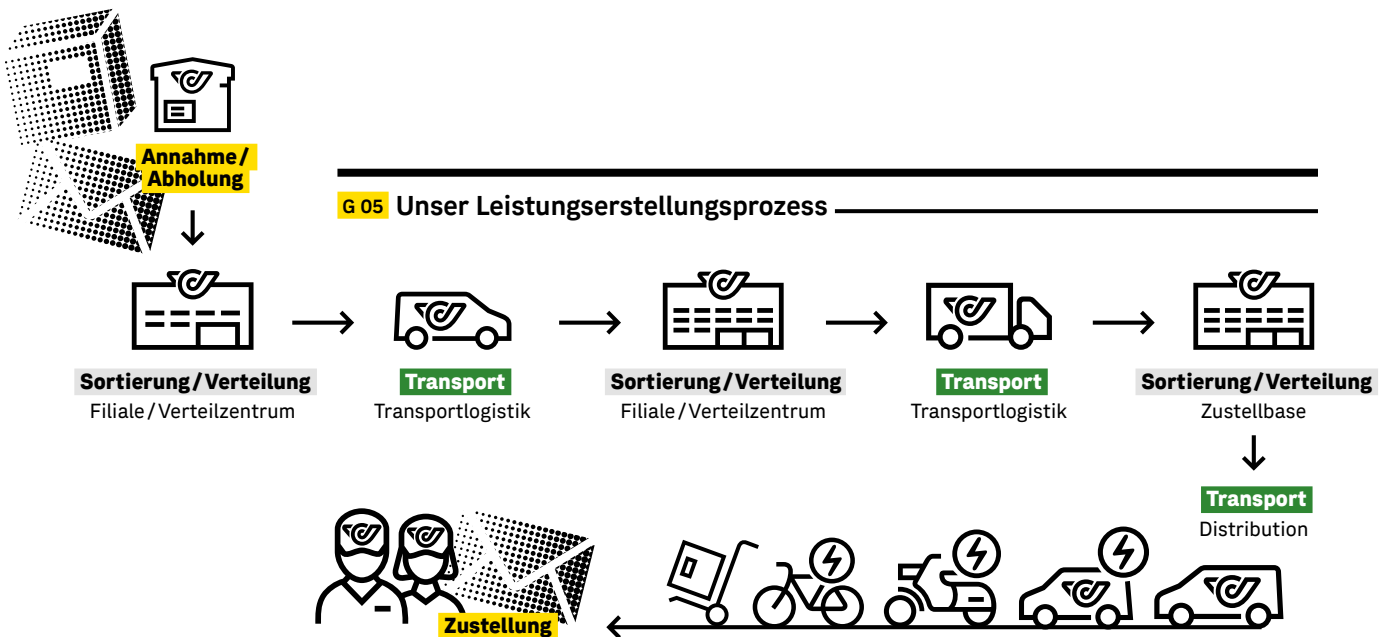 Annahme/
Abholung
G 05 Unser Leistungserstellungsprozess
Sortierung/Verteilung
Filiale/Verteilzentrum
Transport
Transportlogistik
Sortierung/Verteilung
Filiale/Verteilzentrum
Transport
Transportlogistik
Sortierung/Verteilung
Zustellbase
Transport
Distribution
Zustellung